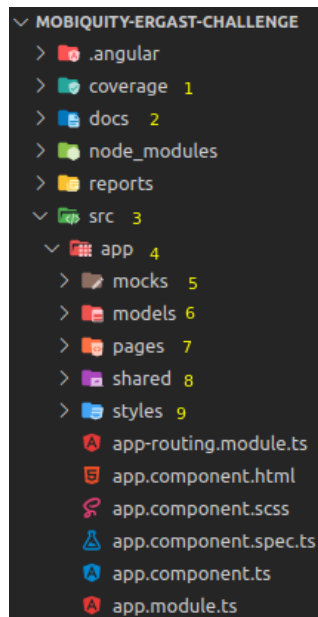 MOBIQUITY-ERGAST-CHALLENGE
.angular
coverage 1
docs 2
node_modules
reports
src 3
app 4
mocks 5
models 6
pages 7
shared 8
styles 9
app-routing.module.ts
app.component.html
app.component.scss
app.component.spec.ts
app.component.ts
app.module.ts